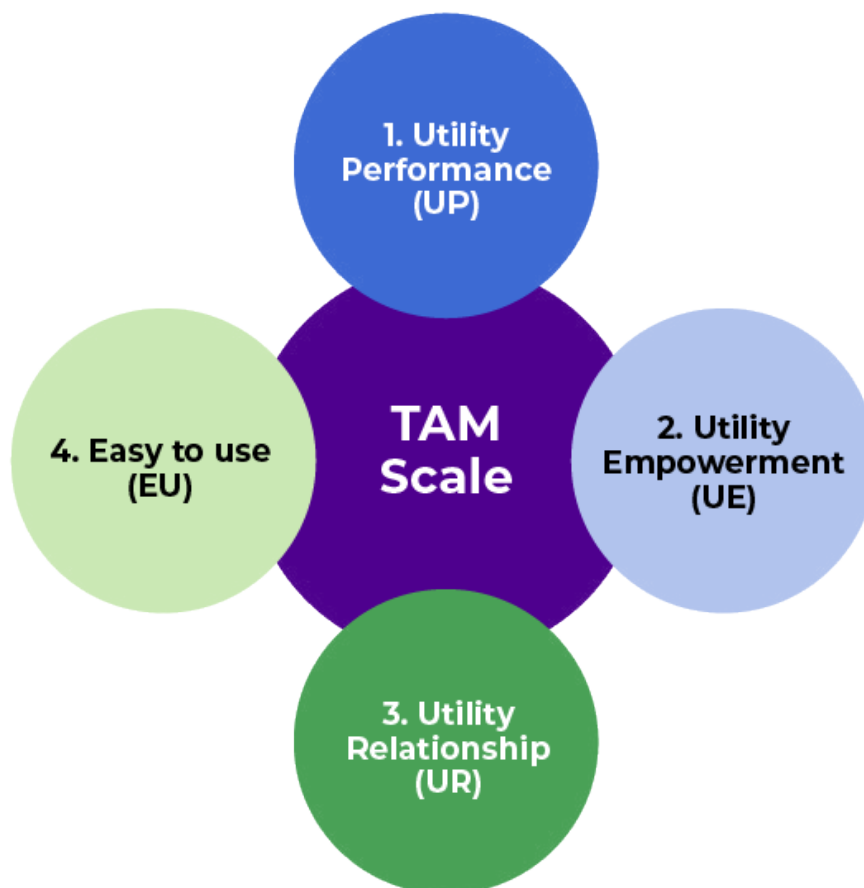 1. Utility
Performance
(UP)
TAM
Scale
2. Utility
Empowerment
(UE)
3. Utility
Relationship
(UR)
4. Easy to use
(EU)